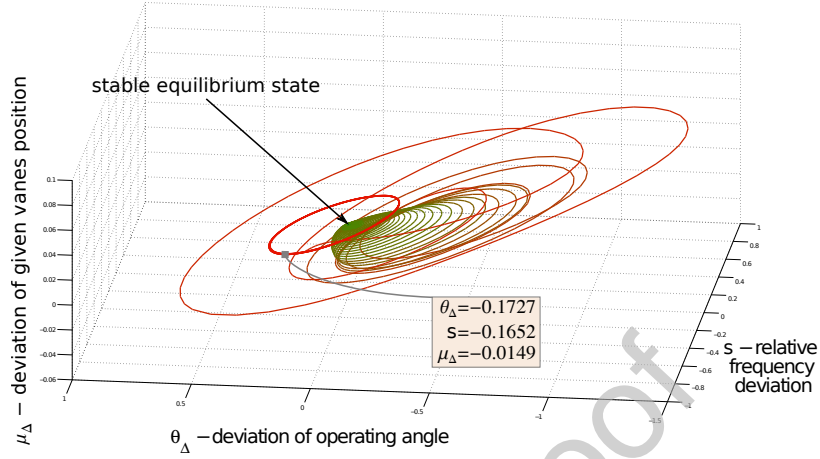 stable equilibrium state
μΔ − deviation of given vanes position
0.1
0.08
0.06
0.04
0.02
0
−0.02
−0.04
−0.06
1
0.5
0
−0.5
−1
−1.5
θΔ −deviation of operating angle
1
0.8
0.6
0.4
0.2
0
−0.2
−0.4
−0.6
−0.8
−1
s −relative
frequency
deviation
θΔ=−0.1727
s=−0.1652
μΔ=−0.0149
oof